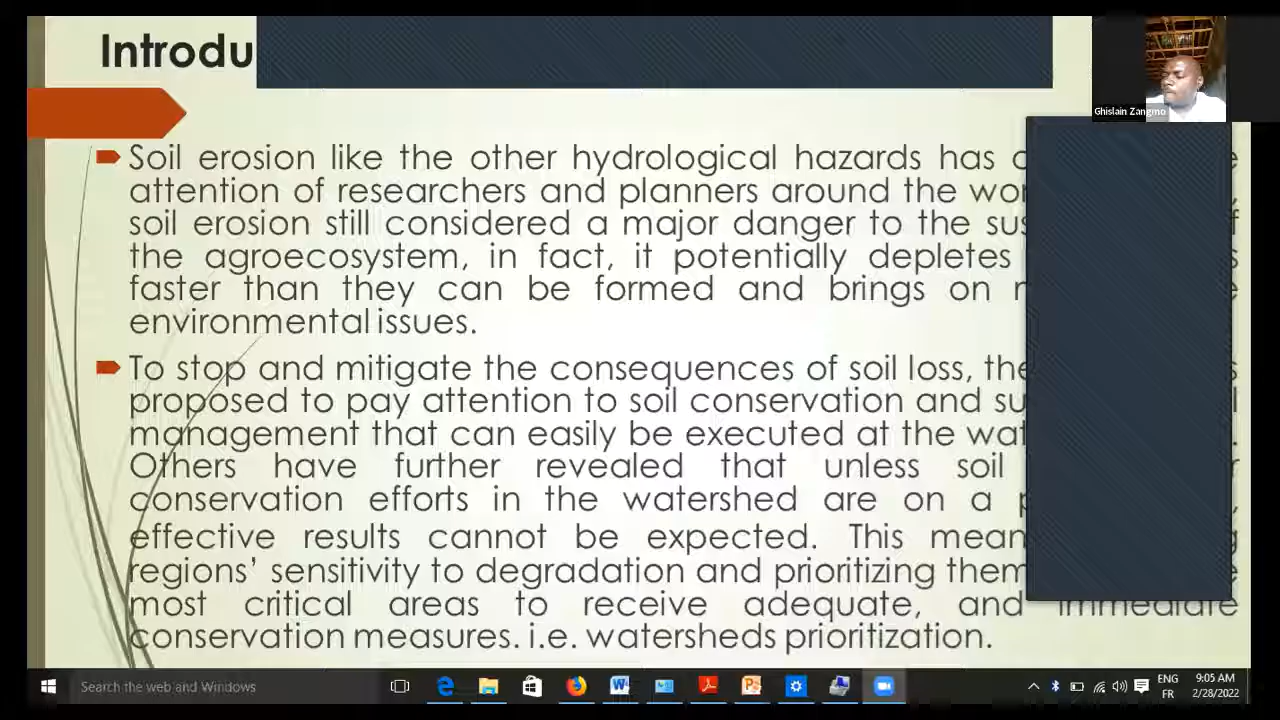 Introdu
Ghislain Zangmo
Soil erosion like the other hydrological hazards has
attention of researchers and planners around the
soil erosion still considered a major danger to the
the agroecosystem, in fact, it potentially depletes
faster than they can be formed and brings on
environmental issues.
To stop and mitigate the consequences of soil loss,
proposed to pay attention to soil conservation and
management that can easily be executed at the
Others have further revealed that unless soil
conservation efforts in the watershed are on a
effective results cannot be expected. This
regions’ sensitivity to degradation and prioritizing them
most critical areas to receive adequate, and immediate
conservation measures. i.e. watersheds prioritization.
Search the web and Windows
ENG
FR
9:05 AM
2/28/2022